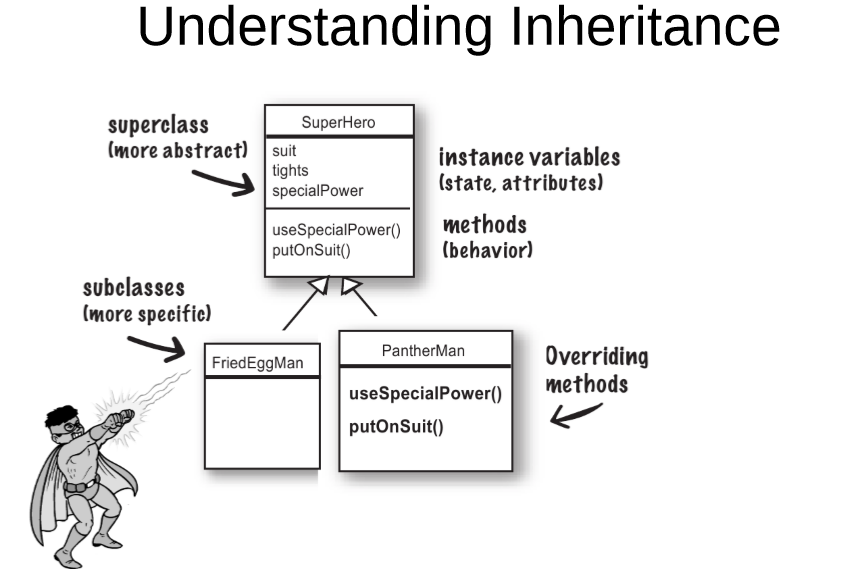 Understanding Inheritance
superclass
(more abstract)
SuperHero
suit
tights
specialPower
useSpecialPower()
putOnSuit()
instance variables
(state, attributes)
methods
(behavior)
subclasses
(more specific)
FriedEggMan
PantherMan
useSpecialPower()
putOnSuit()
Overriding
methods